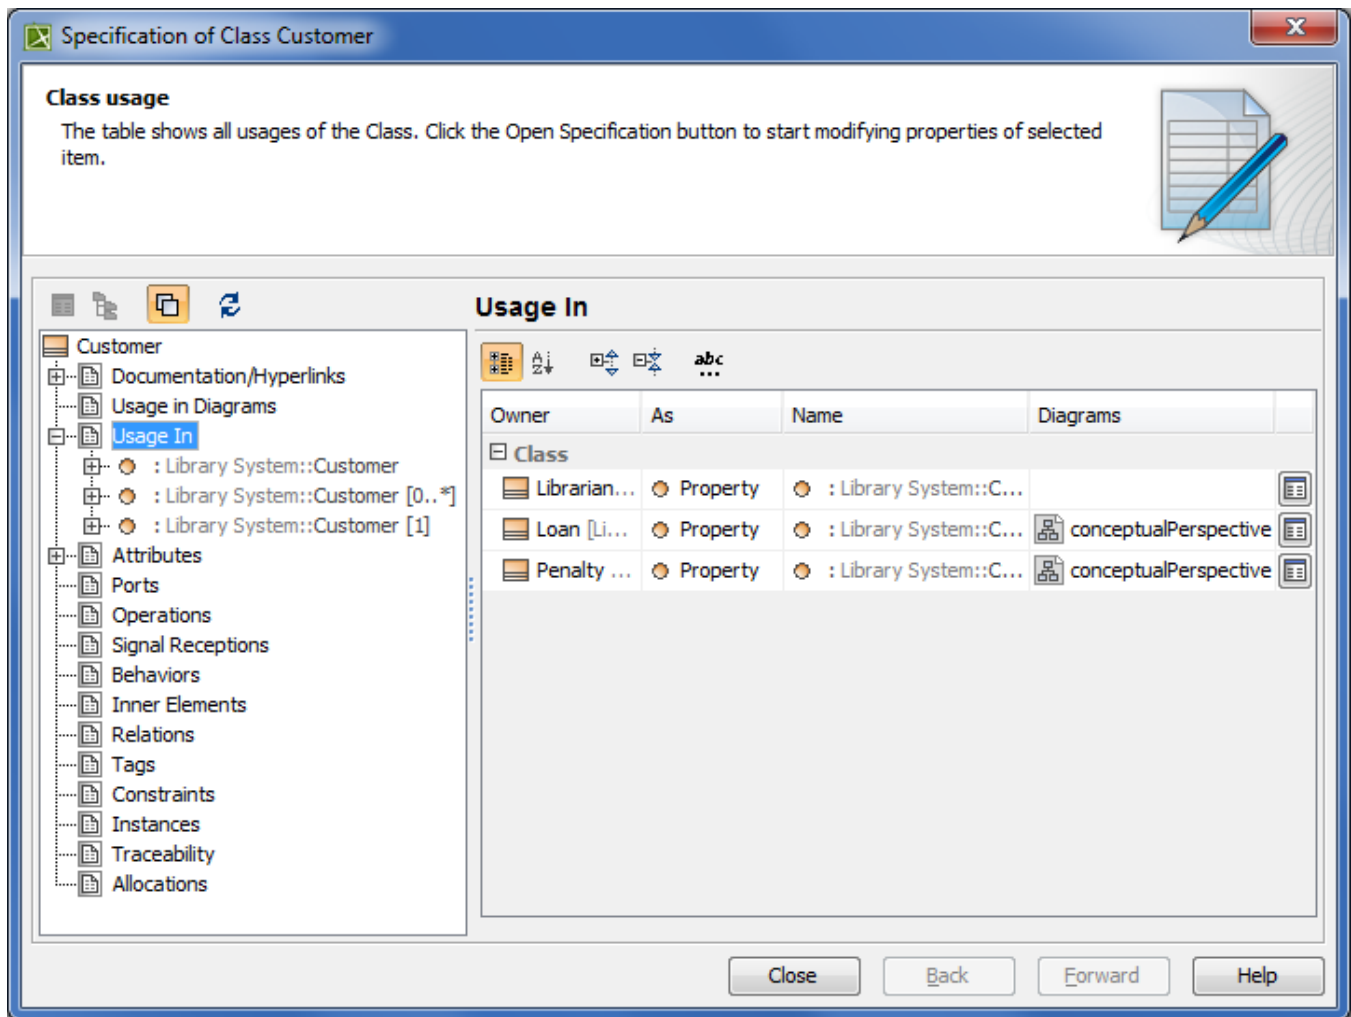 Specification of Class Customer
Class usage
The table shows all usages of the Class. Click the Open Specification button to start modifying properties of selected
item.
Usage In
Customer
Documentation/Hyperlinks
Usage in Diagrams
Usage In
: Library System::Customer
: Library System::Customer [0..*]
: Library System::Customer [1]
Attributes
Ports
Operations
Signal Receptions
Behaviors
Inner Elements
Relations
Tags
Constraints
Instances
Traceability
Allocations
A
Z
abc
...
Owner As Name Diagrams
Class
Librarian... Property : Library System::C...
Loan [Li... Property : Library System::C... conceptualPerspective
Penalty ... Property : Library System::C... conceptualPerspective
Close Back Forward Help